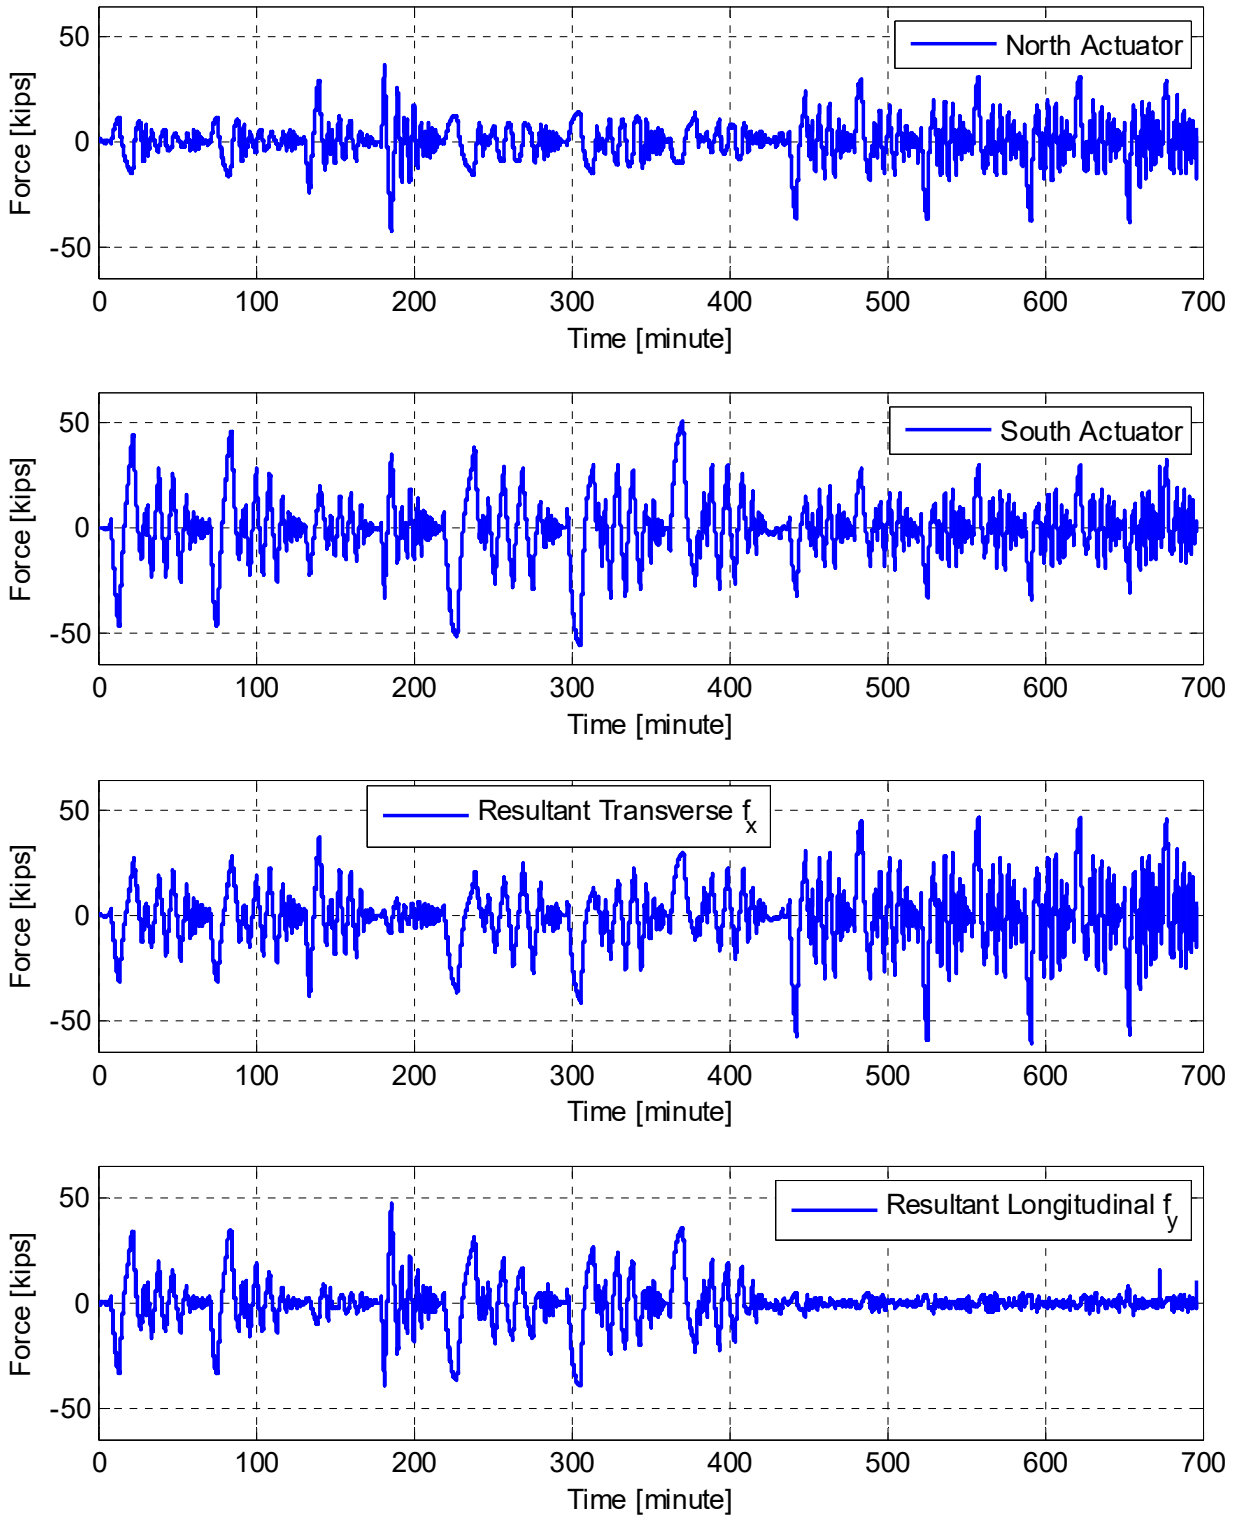 North Actuator
50
0
-50
Force [kips]
0 100 200 300 400 500 600 700
Time [minute]
South Actuator
50
0
-50
Force [kips]
0 100 200 300 400 500 600 700
Time [minute]
Resultant Transverse f_x
50
0
-50
Force [kips]
0 100 200 300 400 500 600 700
Time [minute]
Resultant Longitudinal f_y
50
0
-50
Force [kips]
0 100 200 300 400 500 600 700
Time [minute]